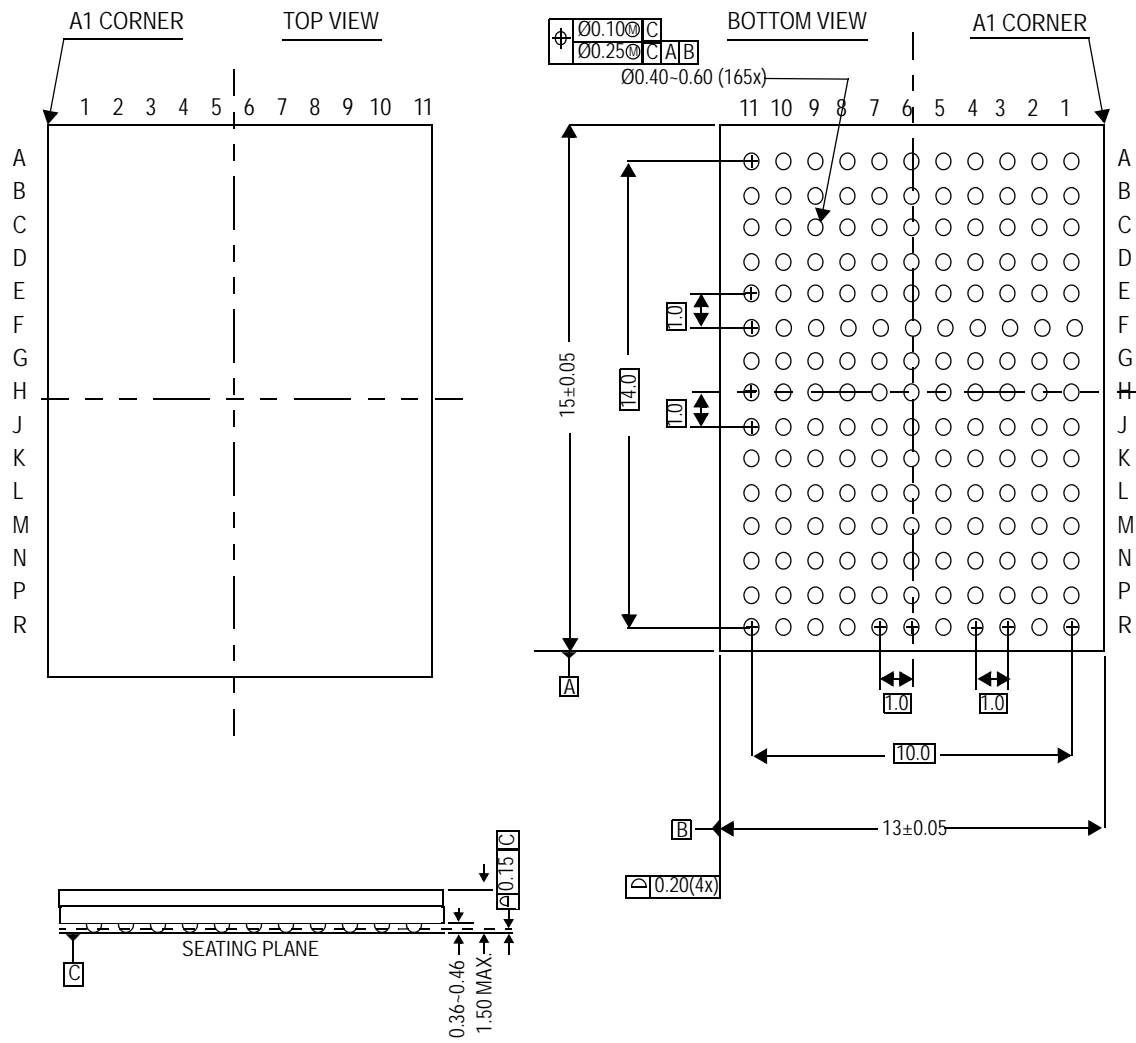 A1 CORNER
TOP VIEW
Ø0.10Ⓜ C
Ø0.25Ⓜ C A B
BOTTOM VIEW
A1 CORNER
Ø0.40~0.60 (165x)
1 2 3 4 5 6 7 8 9 10 11
11 10 9 8 7 6 5 4 3 2 1
A
B
C
D
E
F
G
H
J
K
L
M
N
P
R
A
B
C
D
E
F
G
H
J
K
L
M
N
P
R
15±0.05
14.0
1.0
1.0
A
1.0
1.0
10.0
B
13±0.05
0.20(4x)
0.15 C
SEATING PLANE
C
0.36~0.46
1.50 MAX.